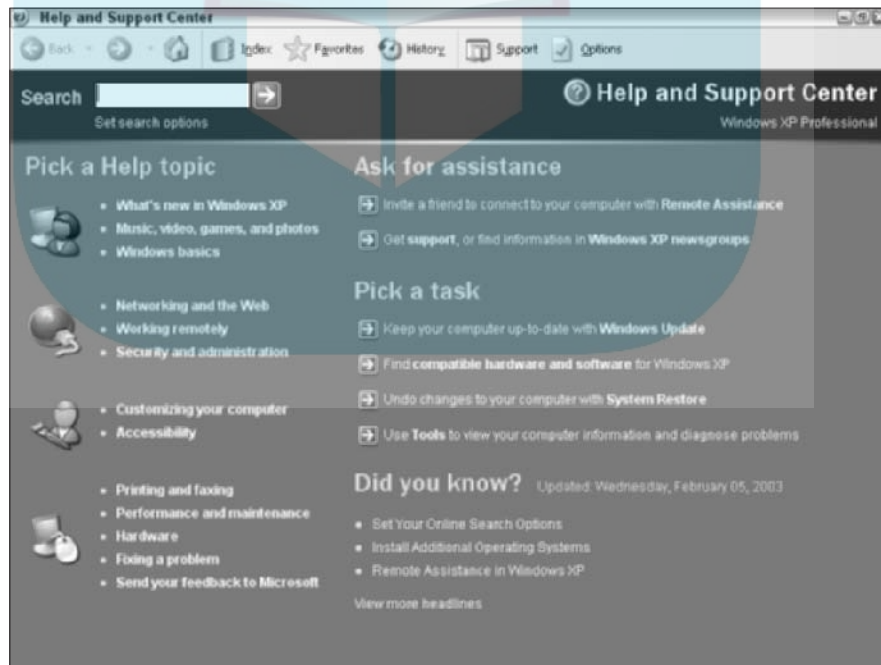 Help and Support Center
Back
Index
Favorites
History
Support
Options
Search
Set search options
Help and Support Center
Windows XP Professional
Pick a Help topic
What's new in Windows XP
Music, video, games, and photos
Windows basics
Networking and the Web
Working remotely
Security and administration
Customizing your computer
Accessibility
Printing and faxing
Performance and maintenance
Hardware
Fixing a problem
Send your feedback to Microsoft
Ask for assistance
Invite a friend to connect to your computer with Remote Assistance
Get support, or find information in Windows XP newsgroups
Pick a task
Keep your computer up-to-date with Windows Update
Find compatible hardware and software for Windows XP
Undo changes to your computer with System Restore
Use Tools to view your computer information and diagnose problems
Did you know? Updated: Wednesday, February 05, 2003
Set Your Online Search Options
Install Additional Operating Systems
Remote Assistance in Windows XP
View more headlines